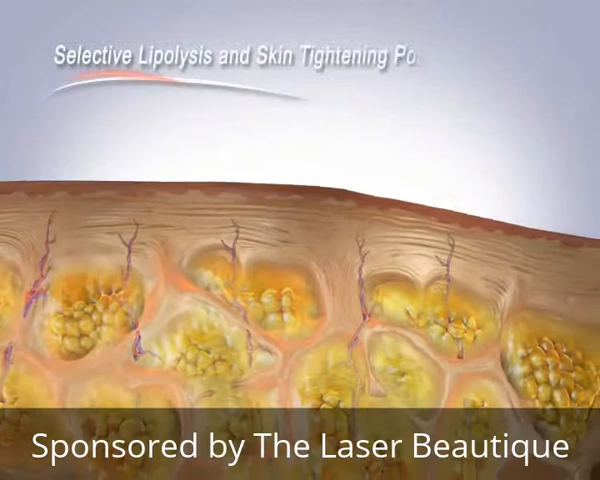 Selective Lipolysis and Skin Tightening
Sponsored by The Laser Beautique